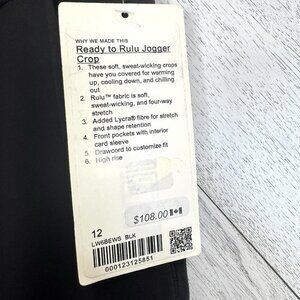 WHY WE MADE THIS
Ready to Rulu Jogger
Crop
1. These soft, sweat-wicking crops
have you covered for warming
up, cooling down, and chilling
out
2. Rulu™ fabric is soft,
sweat-wicking, and four-way
stretch
3. Added Lycra® fibre for stretch
and shape retention
4. Front pockets with interior
card sleeve
5. Drawcord to customize fit
6. High rise
12
$108.00
LW6BEWS BLK
000123125851